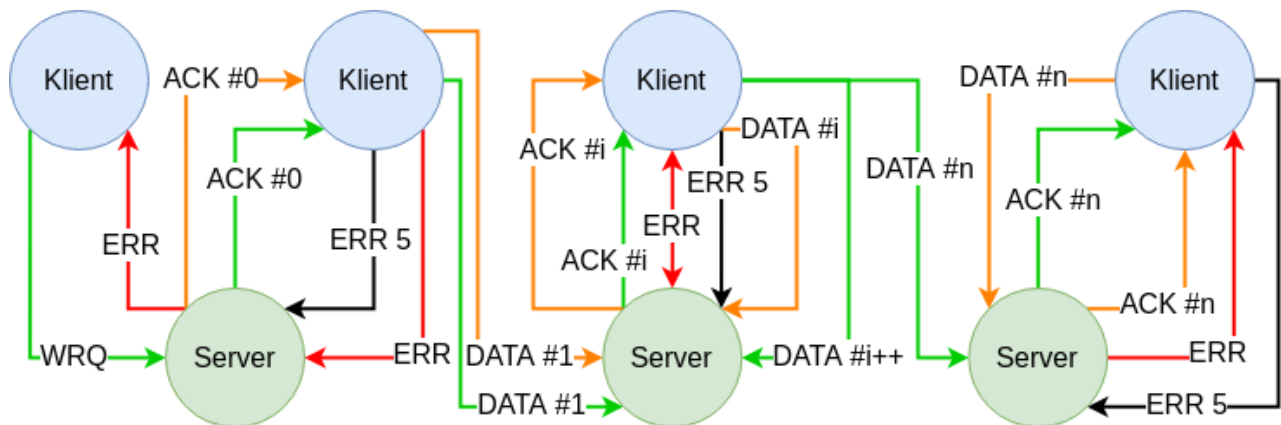 Klient
Klient
Klient
Klient
ACK #0
DATA #n
DATA #i
ACK #i
DATA #n
ACK #0
ERR 5
ACK #n
ERR
ERR 5
ERR
ACK #i
ACK #n
WRQ
Server
ERR
DATA #1
Server
DATA #i++
Server
ERR
DATA #1
ERR 5